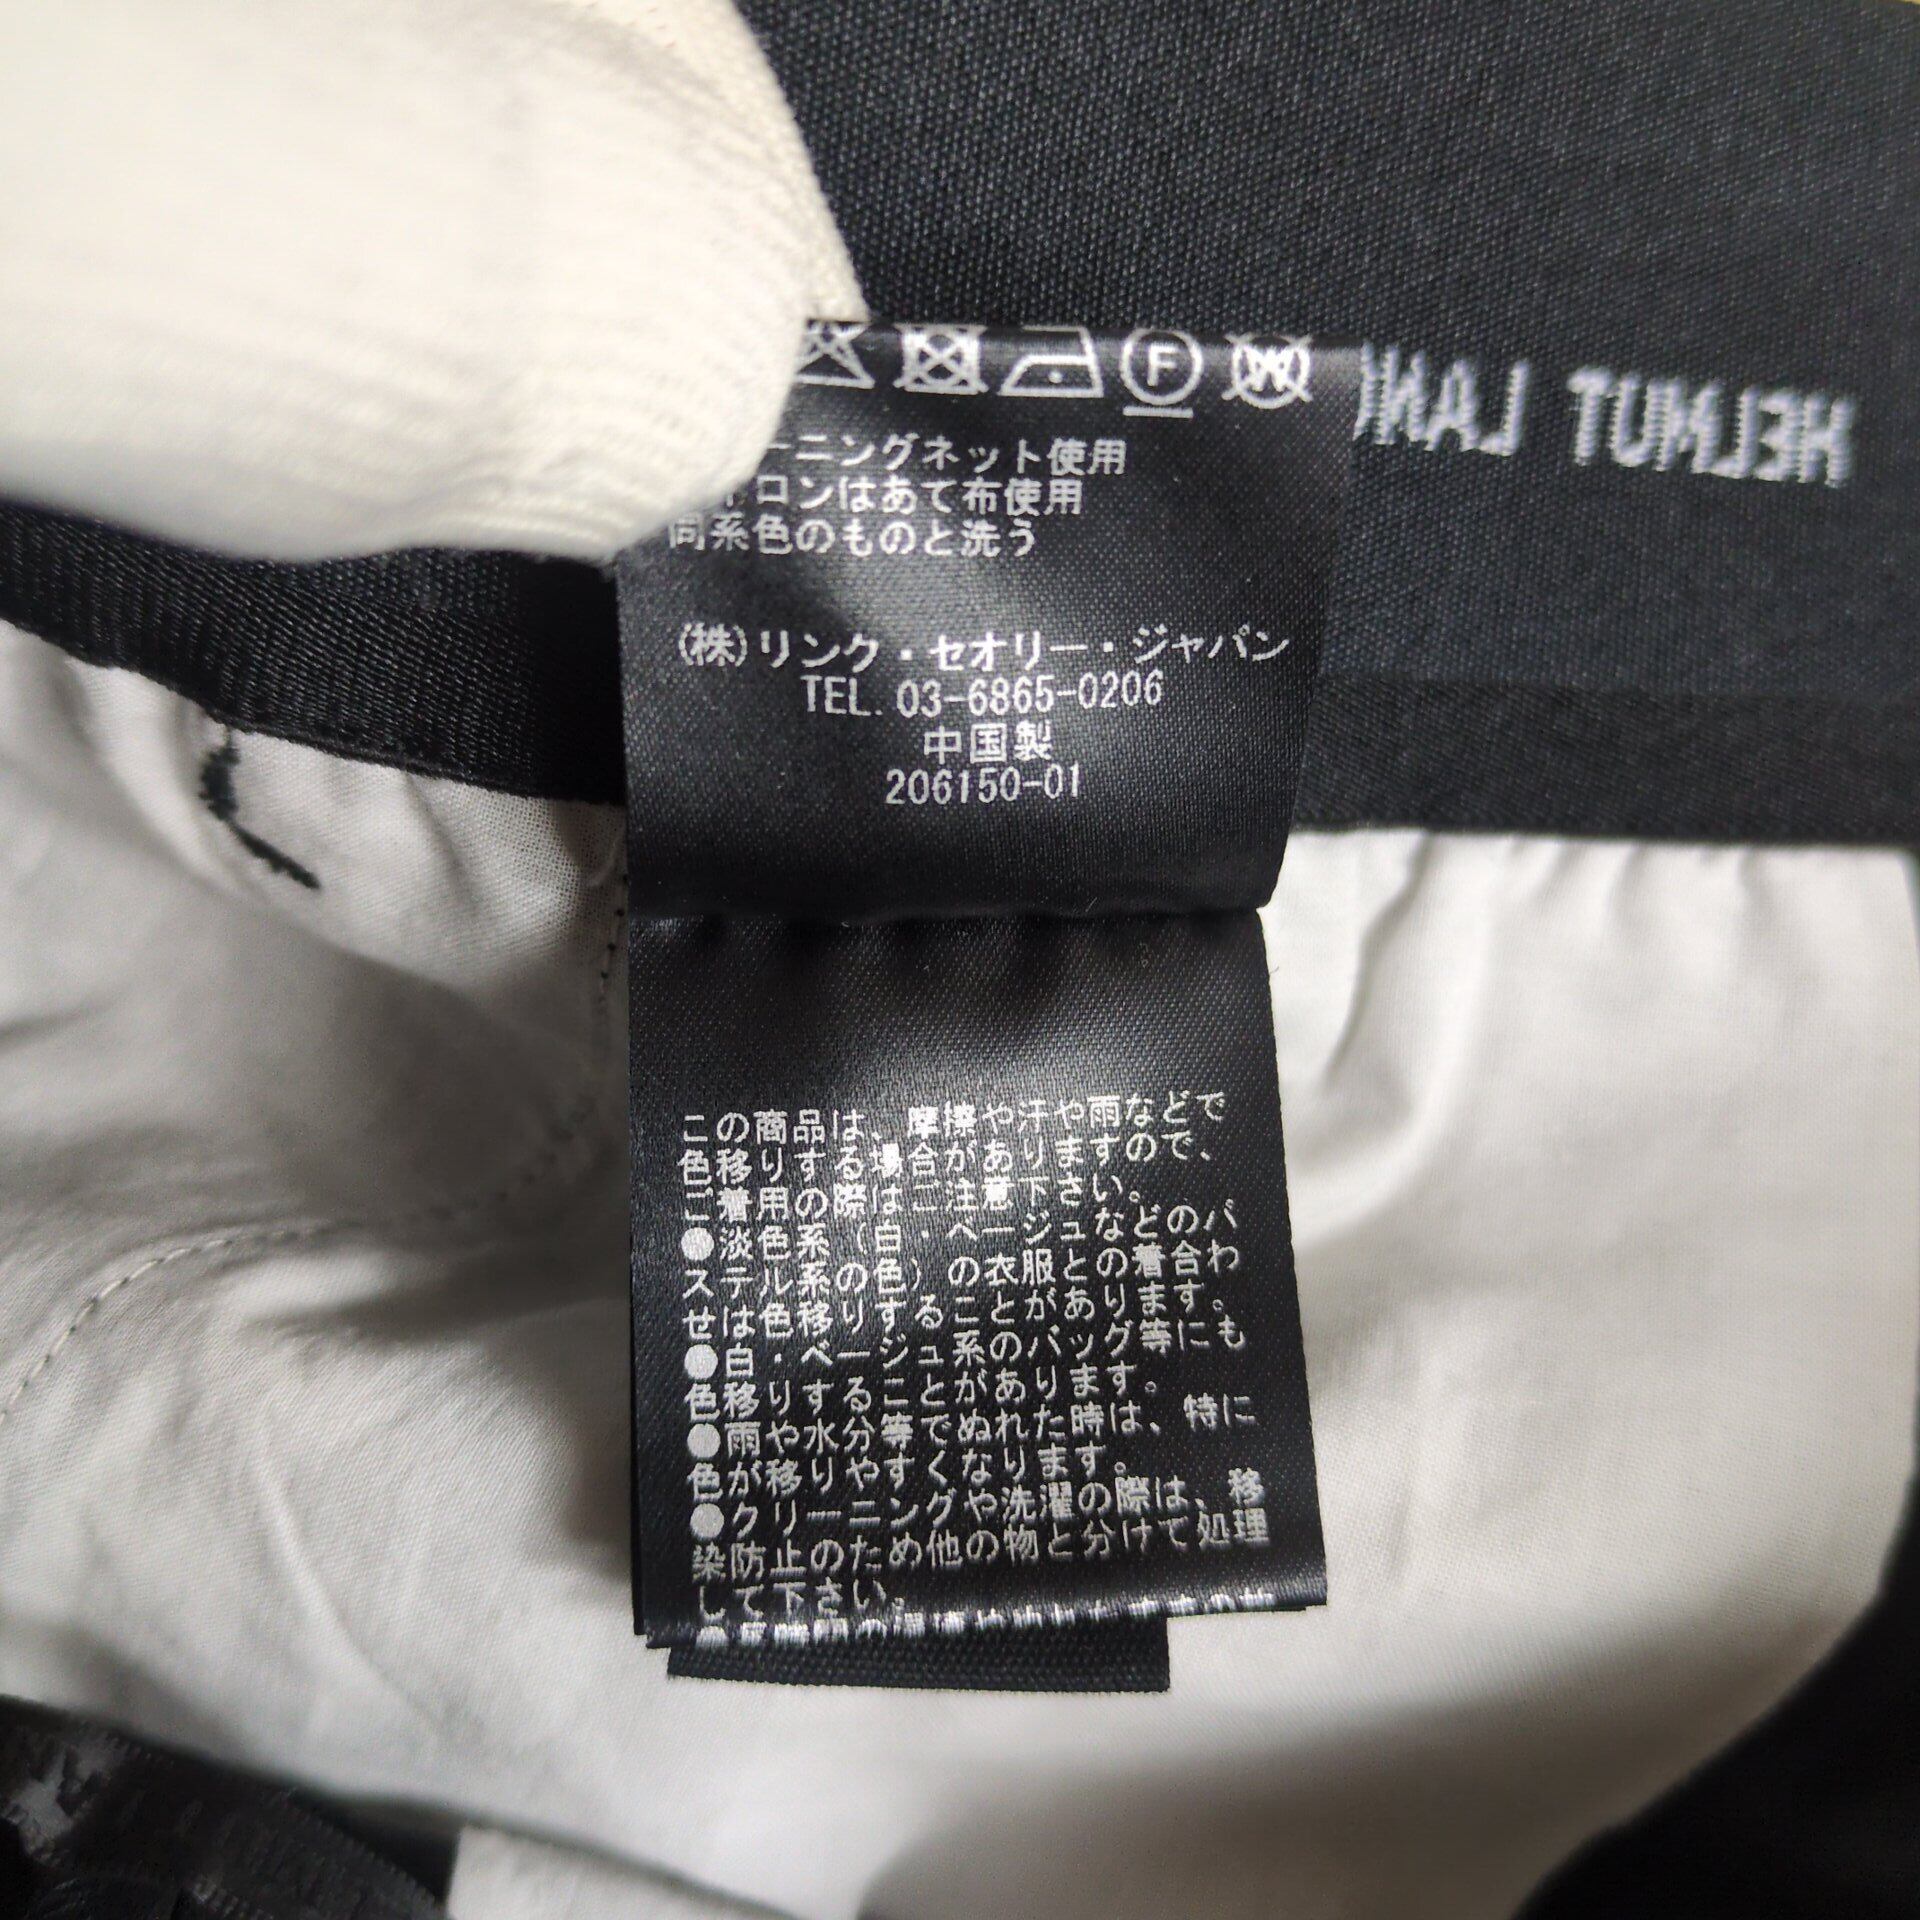 F W
ーニングネット使用
ロンはあて布使用
同系色のものと洗う
HELMUT LAN
(株)リンク・セオリー・ジャパン
TEL. 03-6865-0206
中国製
206150-01
この商品は、摩擦や汗や雨などで
色移りする場合がありますので、
ご着用の際はご注意下さい。
●淡色系(白・ベージュなどのパ
ステル系の色)の衣服との着合わ
せは色移りすることがあります。
●白・ベージュ系のバッグ等にも
色移りすることがあります。
●雨や水分等でぬれた時は、特に
色が移りやすくなります。
●クリーニングや洗濯の際は、移
染防止のため他の物と分けて処理
して下さい。